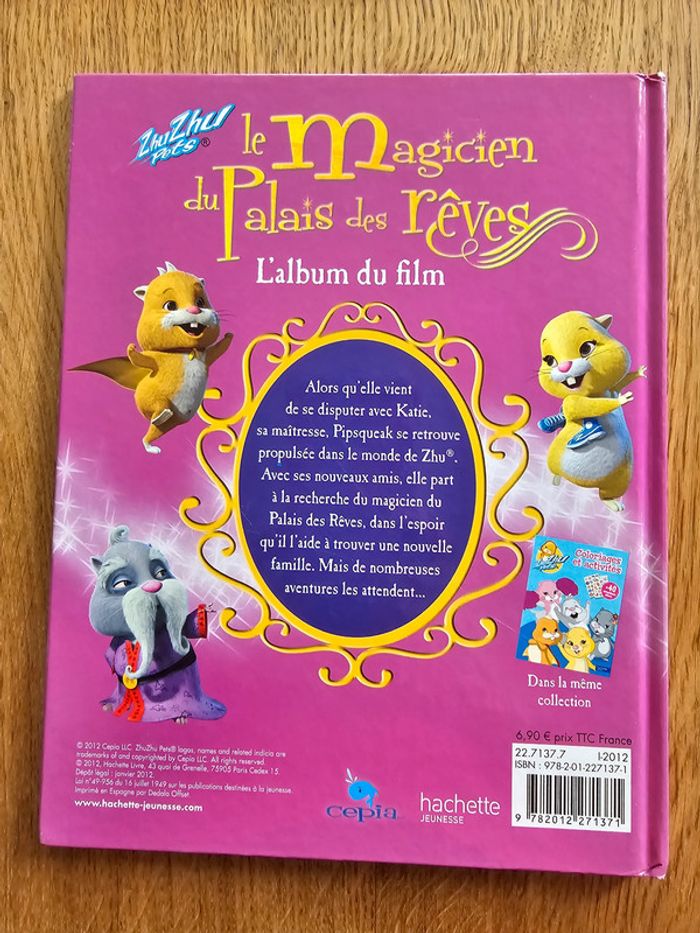 ZhuZhu
Pets®
le Magicien
du Palais des rêves
L'album du film
Alors qu'elle vient
de se disputer avec Katie,
sa maîtresse, Pipsqueak se retrouve
propulsée dans le monde de Zhu®.
Avec ses nouveaux amis, elle part
à la recherche du magicien du
Palais des Rêves, dans l'espoir
qu'il l'aide à trouver une nouvelle
famille. Mais de nombreuses
aventures les attendent...
Coloriages
et activités
+40
Dans la même
collection
6,90 € prix TTC France
22.7137.7 I-2012
ISBN : 978-2-01-227137-1
9 782012 271371
© 2012 Cepia LLC. ZhuZhu Pets® logos, names and related indicia are
trademarks of and copyrighted by Cepia LLC. All rights reserved.
© 2012, Hachette Livre, 43 quai de Grenelle, 75905 Paris Cedex 15.
Dépôt légal : janvier 2012.
Loi n°49-956 du 16 juillet 1949 sur les publications destinées à la jeunesse.
Imprimé en Espagne par Dedalo Offset.
www.hachette-jeunesse.com
cepia
hachette
JEUNESSE